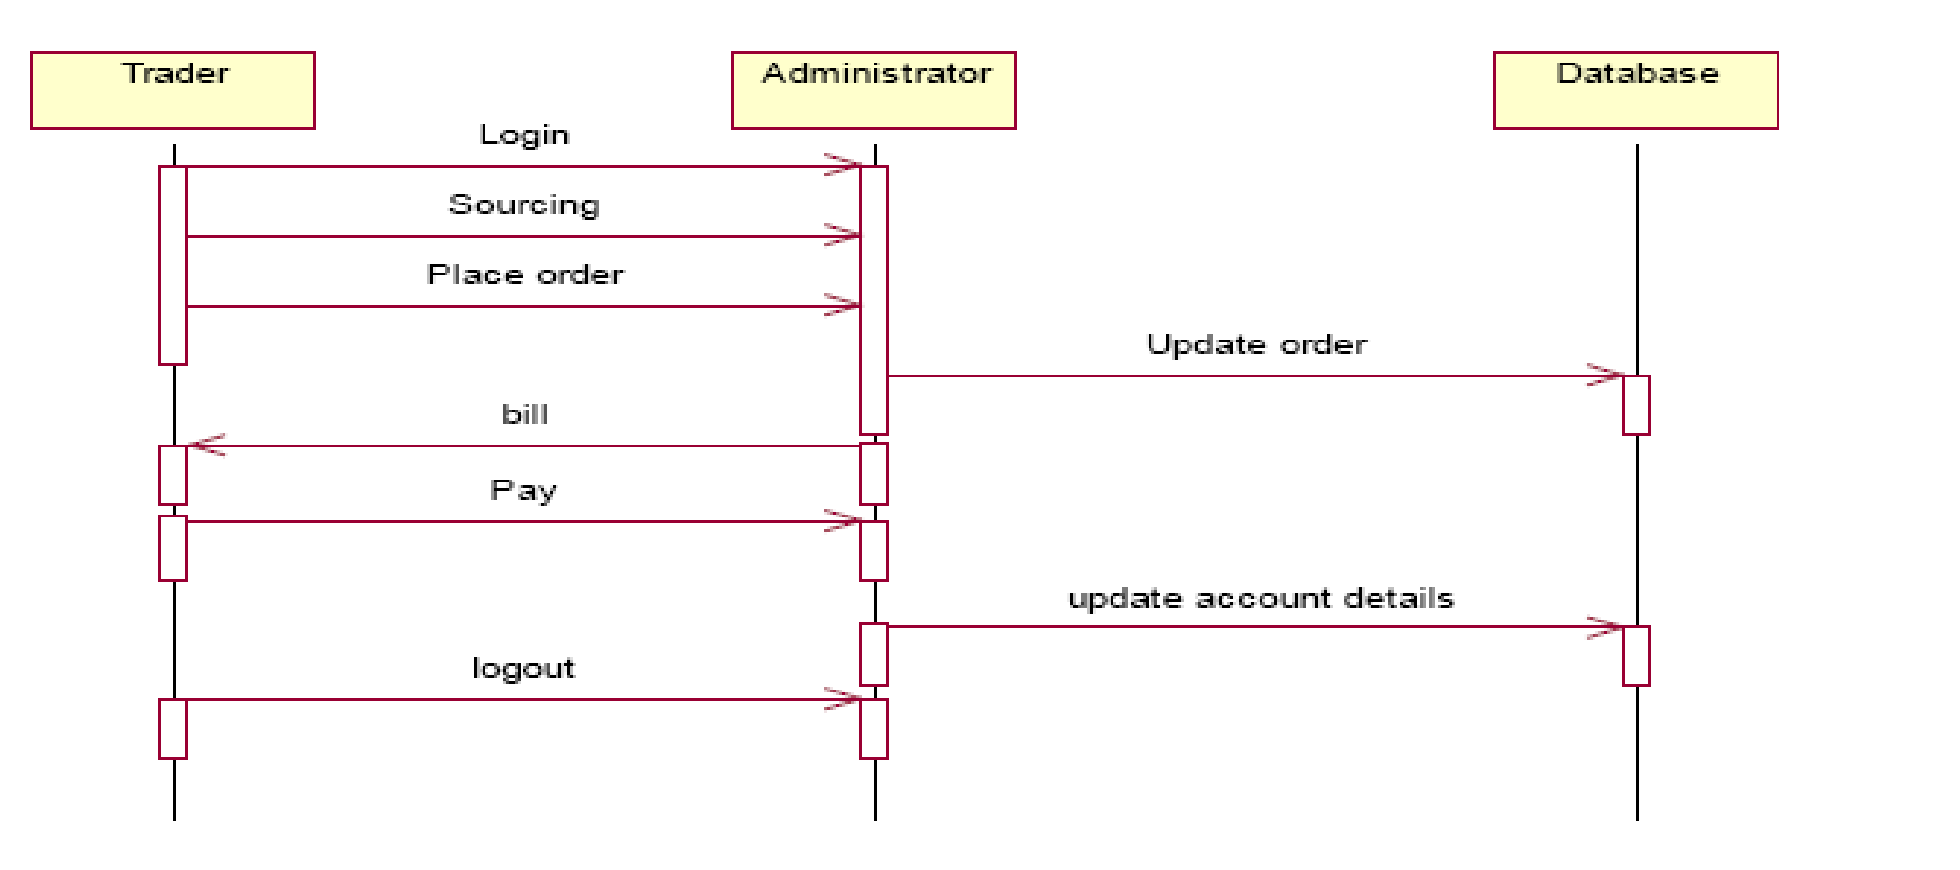 Trader
Administrator
Database
Login
Sourcing
Place order
Update order
bill
Pay
update account details
logout